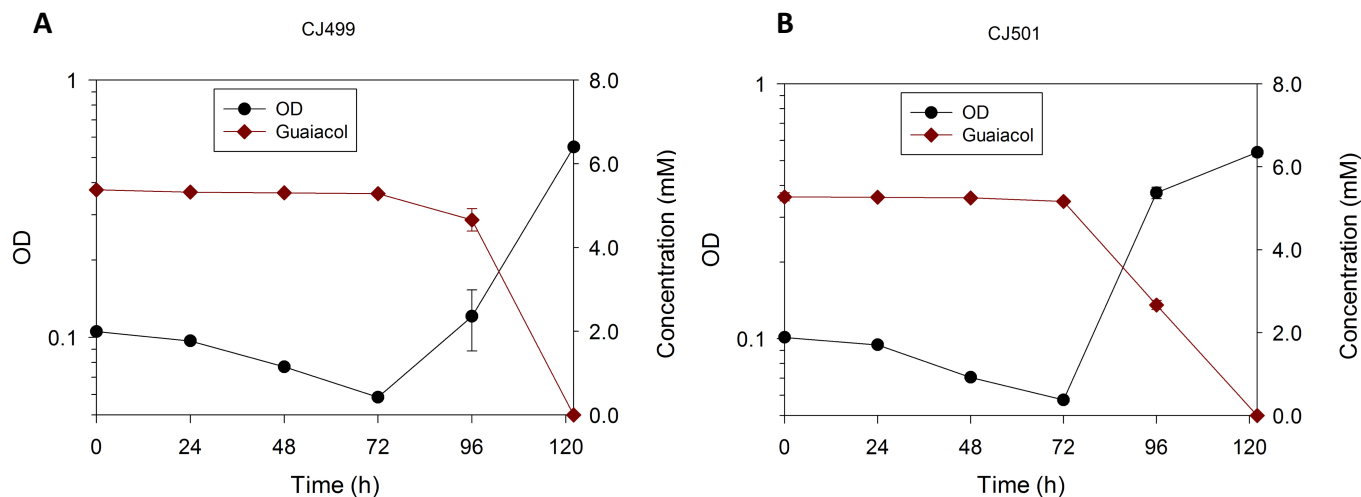 A
CJ499
OD
Guaiacol
1
0.1
OD
8.0
6.0
4.0
2.0
0.0
Concentration (mM)
0 24 48 72 96 120
Time (h)
B
CJ501
OD
Guaiacol
1
0.1
OD
8.0
6.0
4.0
2.0
0.0
Concentration (mM)
0 24 48 72 96 120
Time (h)